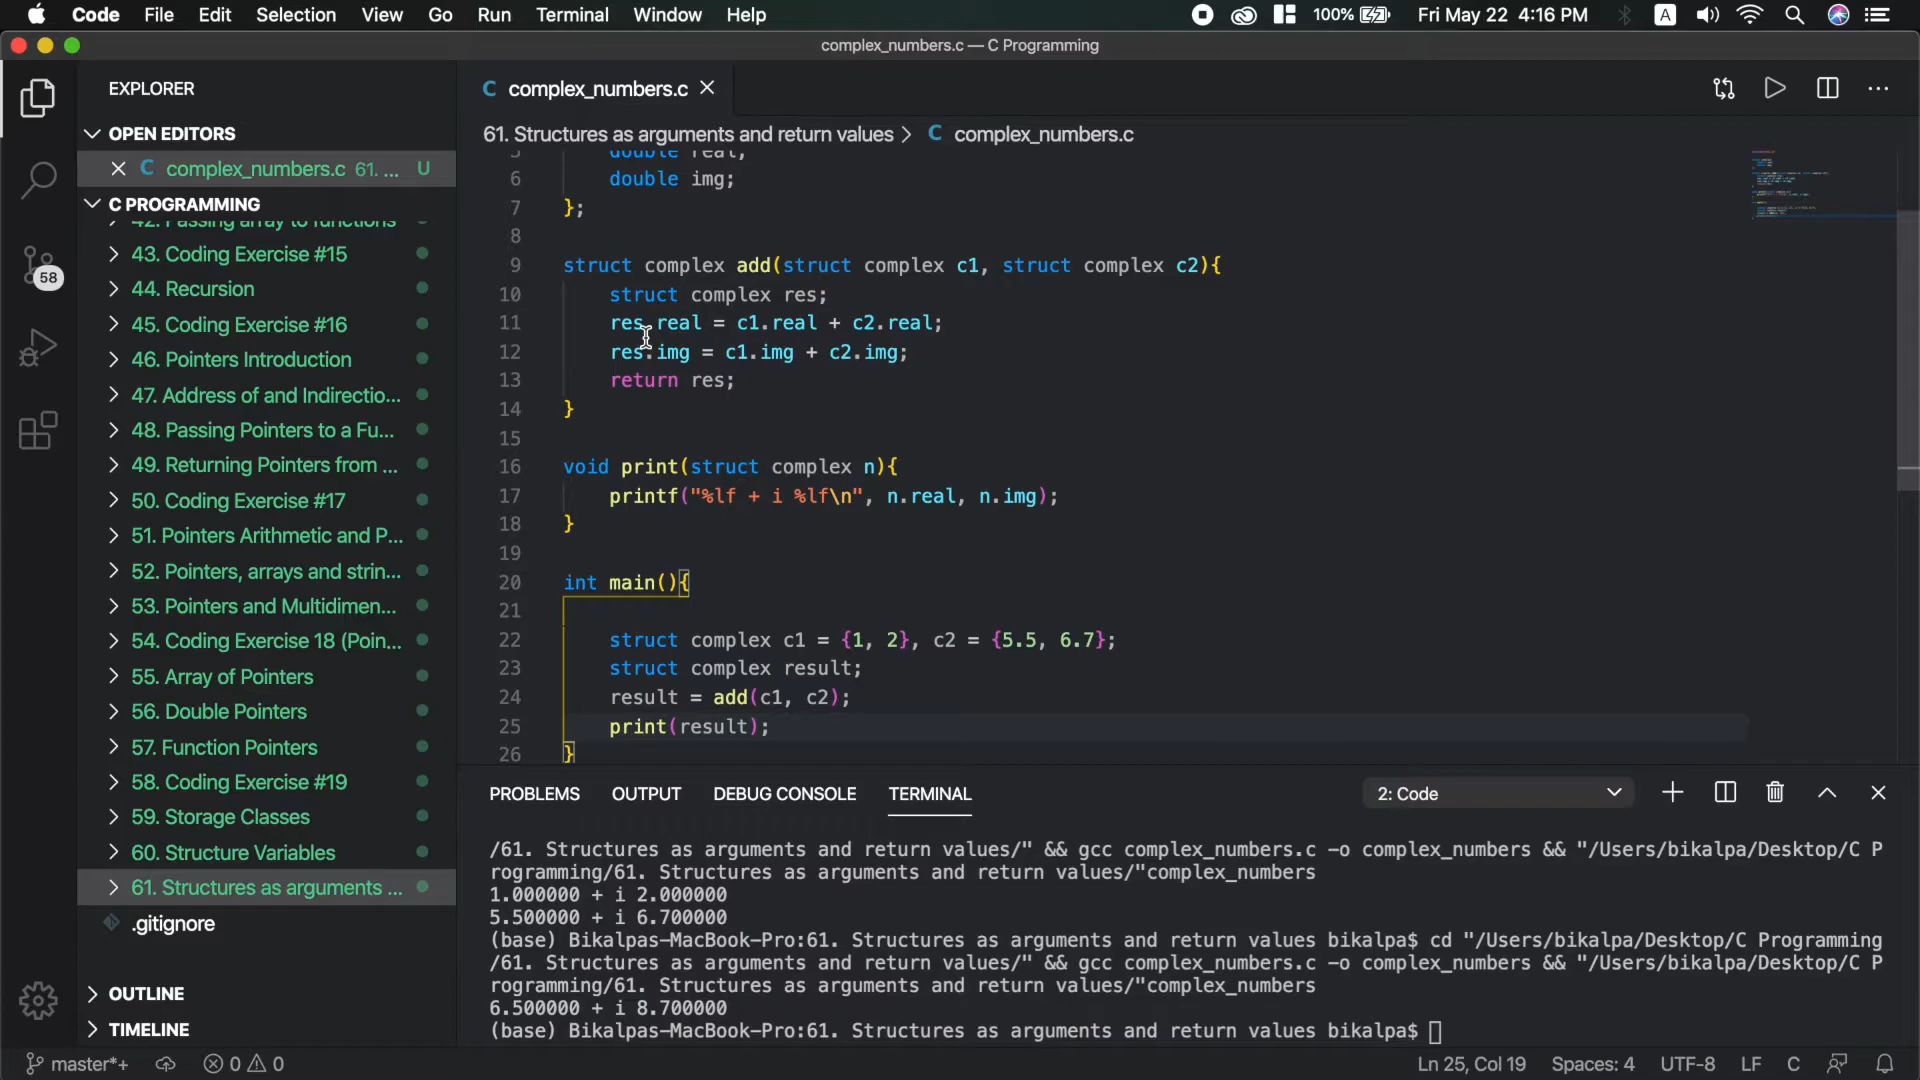 Code File Edit Selection View Go Run Terminal Window Help 100% Fri May 22 4:16 PM A
complex_numbers.c — C Programming
EXPLORER
OPEN EDITORS
complex_numbers.c 61. ... U
C PROGRAMMING
42. Passing array to functions
43. Coding Exercise #15
44. Recursion
45. Coding Exercise #16
46. Pointers Introduction
47. Address of and Indirectio...
48. Passing Pointers to a Fu...
49. Returning Pointers from ...
50. Coding Exercise #17
51. Pointers Arithmetic and P...
52. Pointers, arrays and strin...
53. Pointers and Multidimen...
54. Coding Exercise 18 (Poin...
55. Array of Pointers
56. Double Pointers
57. Function Pointers
58. Coding Exercise #19
59. Storage Classes
60. Structure Variables
61. Structures as arguments ...
.gitignore
OUTLINE
TIMELINE
58
C complex_numbers.c
61. Structures as arguments and return values > C complex_numbers.c
5 double real;
6 double img;
7 };
8
9 struct complex add(struct complex c1, struct complex c2){
10 struct complex res;
11 res.real = c1.real + c2.real;
12 res.img = c1.img + c2.img;
13 return res;
14 }
15
16 void print(struct complex n){
17 printf("%lf + i %lf\n", n.real, n.img);
18 }
19
20 int main(){
21
22 struct complex c1 = {1, 2}, c2 = {5.5, 6.7};
23 struct complex result;
24 result = add(c1, c2);
25 print(result);
26 }
PROBLEMS OUTPUT DEBUG CONSOLE TERMINAL 2: Code
/61. Structures as arguments and return values/" && gcc complex_numbers.c -o complex_numbers && "/Users/bikalpa/Desktop/C P
rogramming/61. Structures as arguments and return values/"complex_numbers
1.000000 + i 2.000000
5.500000 + i 6.700000
(base) Bikalpas-MacBook-Pro:61. Structures as arguments and return values bikalpa$ cd "/Users/bikalpa/Desktop/C Programming
/61. Structures as arguments and return values/" && gcc complex_numbers.c -o complex_numbers && "/Users/bikalpa/Desktop/C P
rogramming/61. Structures as arguments and return values/"complex_numbers
6.500000 + i 8.700000
(base) Bikalpas-MacBook-Pro:61. Structures as arguments and return values bikalpa$
master*+ 0 0 Ln 25, Col 19 Spaces: 4 UTF-8 LF C